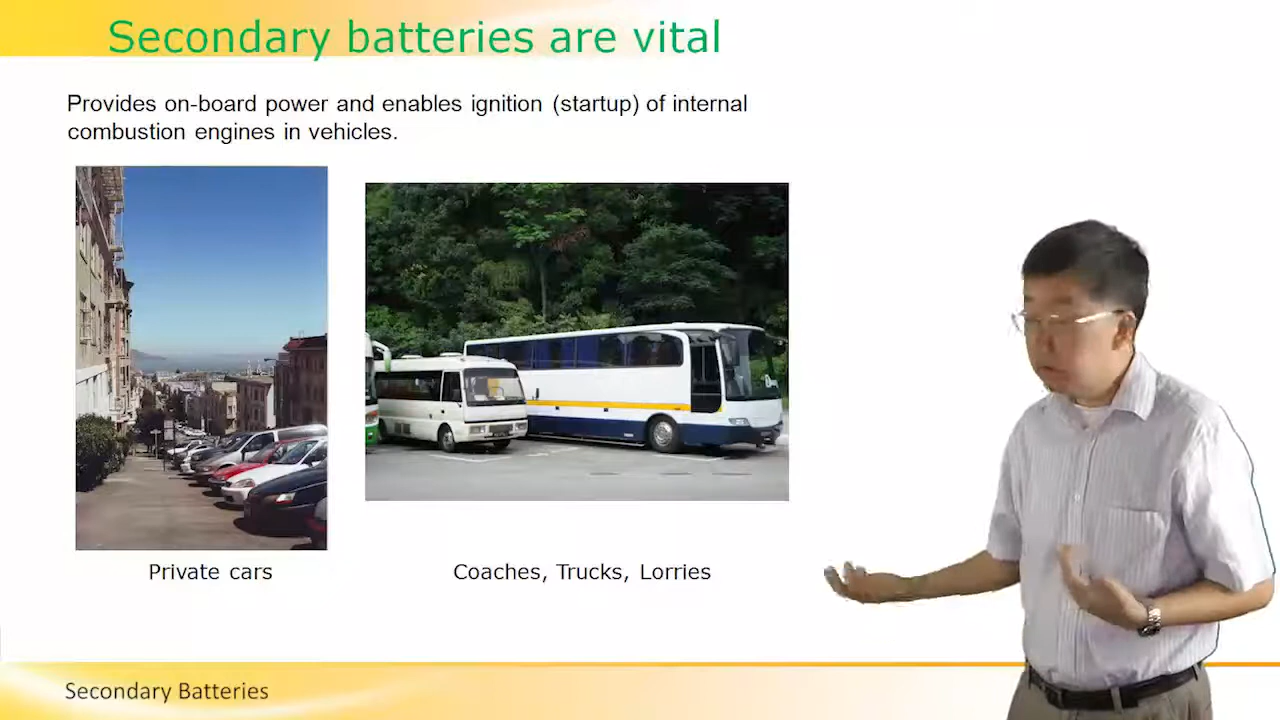 Secondary batteries are vital
Provides on-board power and enables ignition (startup) of internal
combustion engines in vehicles.
Private cars
Coaches, Trucks, Lorries
Secondary Batteries